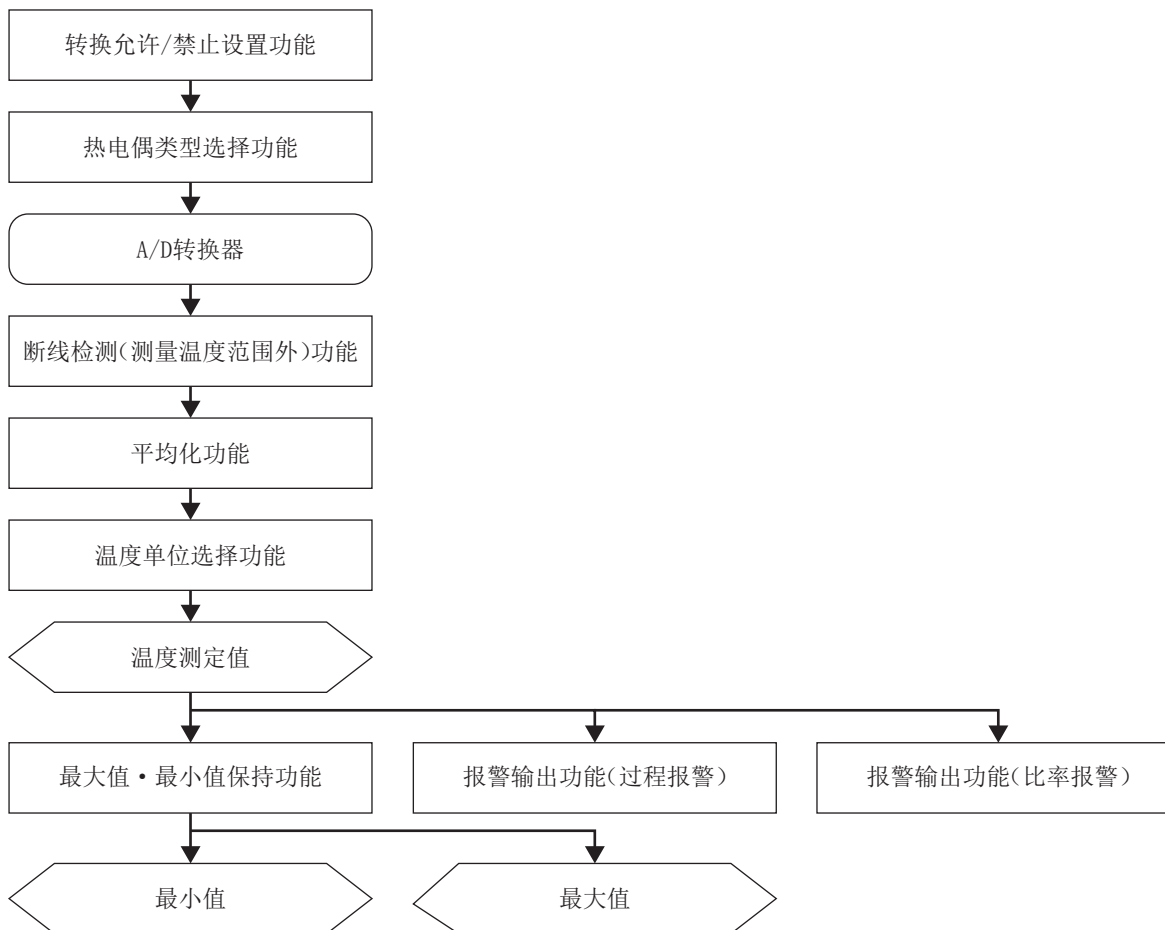 转换允许/禁止设置功能
热电偶类型选择功能
A/D转换器
断线检测(测量温度范围外)功能
平均化功能
温度单位选择功能
温度测定值
最大值·最小值保持功能
报警输出功能(过程报警)
报警输出功能(比率报警)
最小值
最大值